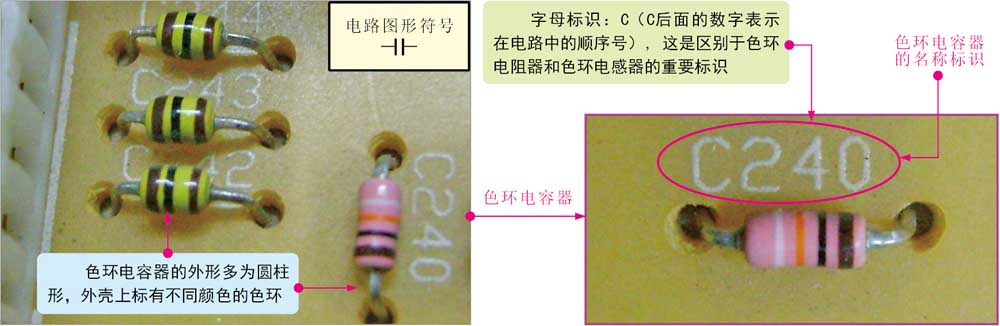 C244
C243
C242
C240
电路图形符号
色环电容器的外形多为圆柱
形，外壳上标有不同颜色的色环
色环电容器
字母标识：C（C后面的数字表示
在电路中的顺序号），这是区别于色环
电阻器和色环电感器的重要标识
色环电容器
的名称标识
C240